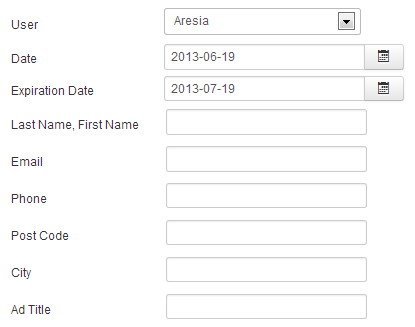 User Aresia
Date 2013-06-19
Expiration Date 2013-07-19
Last Name, First Name
Email
Phone
Post Code
City
Ad Title